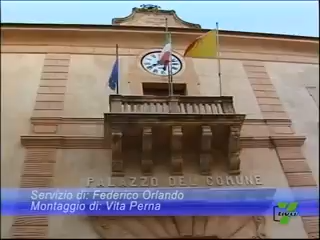 PALAZZO DEL COMUNE
Servizio di: Federico Orlando
Montaggio di: Vita Perna